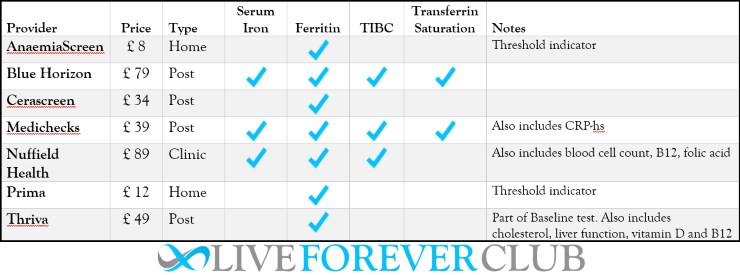 Provider Price Type Serum Iron Ferritin TIBC Transferrin Saturation Notes
AnaemiaScreen £ 8 Home ✓ Threshold indicator
Blue Horizon £ 79 Post ✓ ✓ ✓ ✓
Cerascreen £ 34 Post ✓
Medichecks £ 39 Post ✓ ✓ ✓ ✓ Also includes CRP-hs
Nuffield Health £ 89 Clinic ✓ ✓ ✓ Also includes blood cell count, B12, folic acid
Prima £ 12 Home ✓ Threshold indicator
Thriva £ 49 Post ✓ Part of Baseline test. Also includes
cholesterol, liver function, vitamin D and B12
LIVEFOREVERCLUB